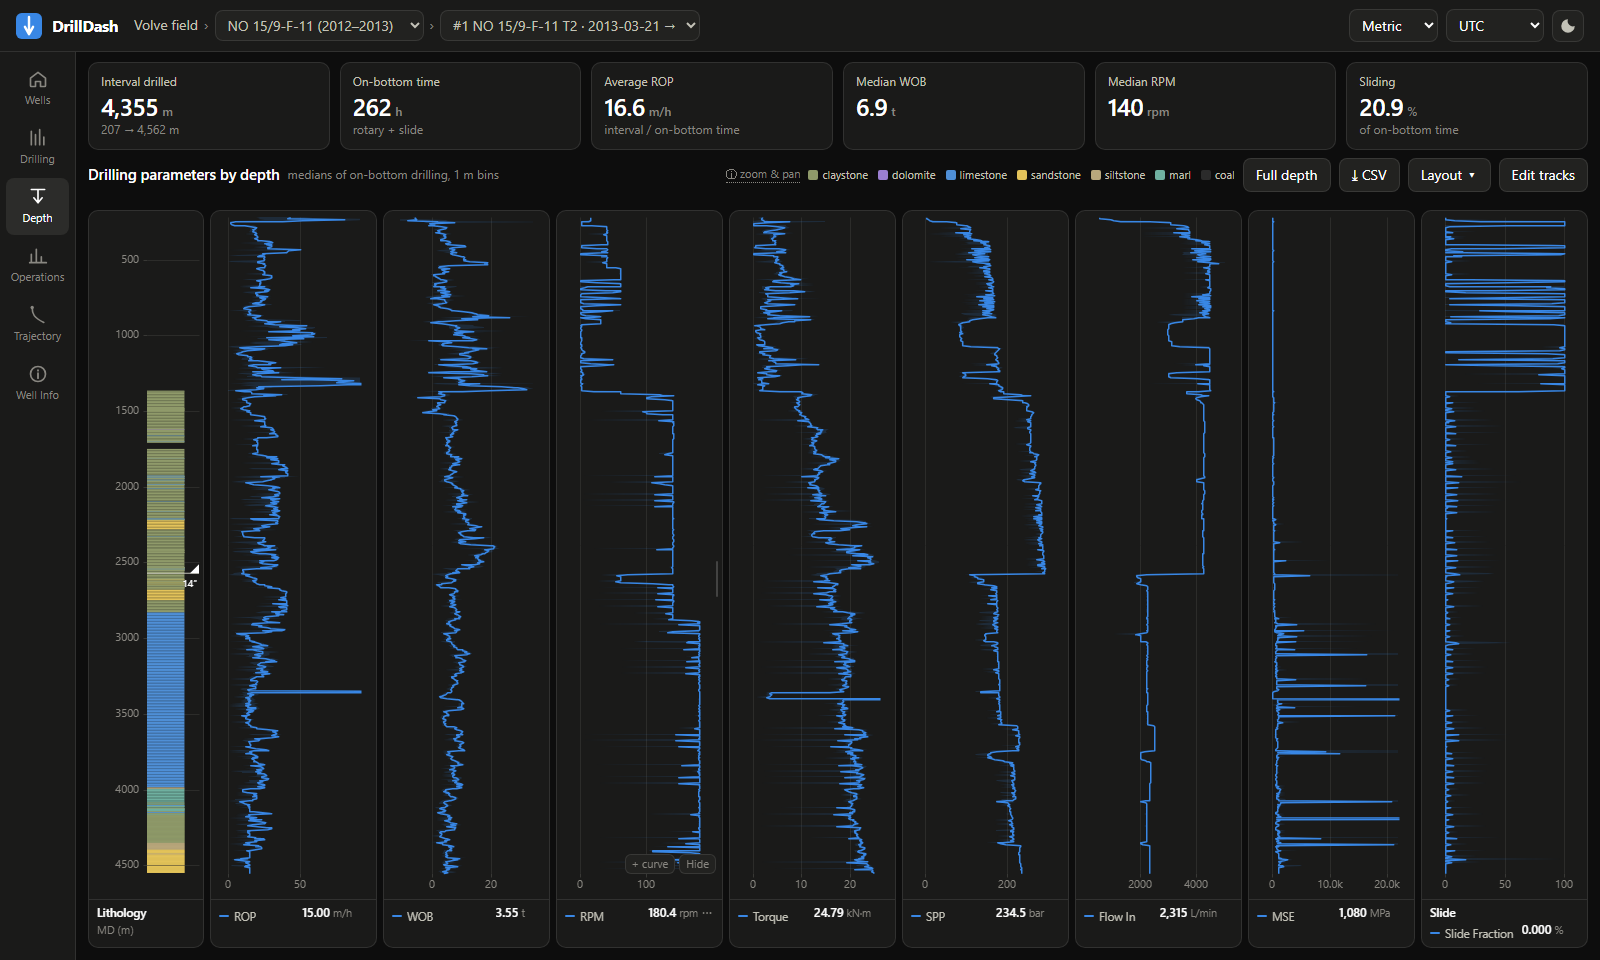 DrillDash Volve field › NO 15/9-F-11 (2012–2013) › #1 NO 15/9-F-11 T2 · 2013-03-21 → Metric UTC
Wells
Drilling
Depth
Operations
Trajectory
Well Info
Interval drilled
4,355 m
207 → 4,562 m
On-bottom time
262 h
rotary + slide
Average ROP
16.6 m/h
interval / on-bottom time
Median WOB
6.9 t
Median RPM
140 rpm
Sliding
20.9 %
of on-bottom time
Drilling parameters by depth medians of on-bottom drilling, 1 m bins
ⓘ zoom & pan claystone dolomite limestone sandstone siltstone marl coal Full depth ↓ CSV Layout ▾ Edit tracks
500
1000
1500
2000
2500
14"
3000
3500
4000
4500
Lithology
MD (m)
0 50
ROP 15.00 m/h
0 20
WOB 3.55 t
+ curve Hide
0 100
RPM 180.4 rpm ···
0 10 20
Torque 24.79 kN·m
0 200
SPP 234.5 bar
2000 4000
Flow In 2,315 L/min
0 10.0k 20.0k
MSE 1,080 MPa
0 50 100
Slide
Slide Fraction 0.000 %